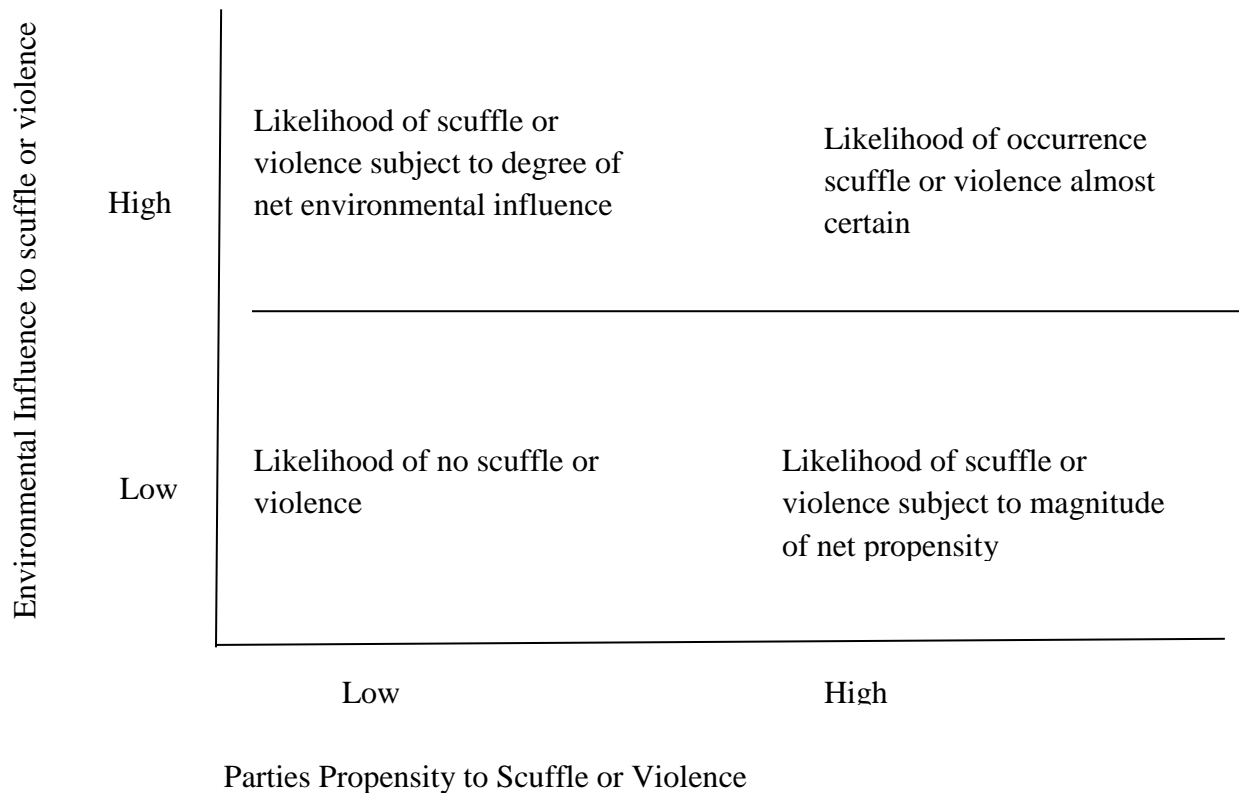 Environmental Influence to scuffle or violence
High
Likelihood of scuffle or
violence subject to degree of
net environmental influence
Likelihood of occurrence
scuffle or violence almost
certain
Low
Likelihood of no scuffle or
violence
Likelihood of scuffle or
violence subject to magnitude
of net propensity
Low
High
Parties Propensity to Scuffle or Violence